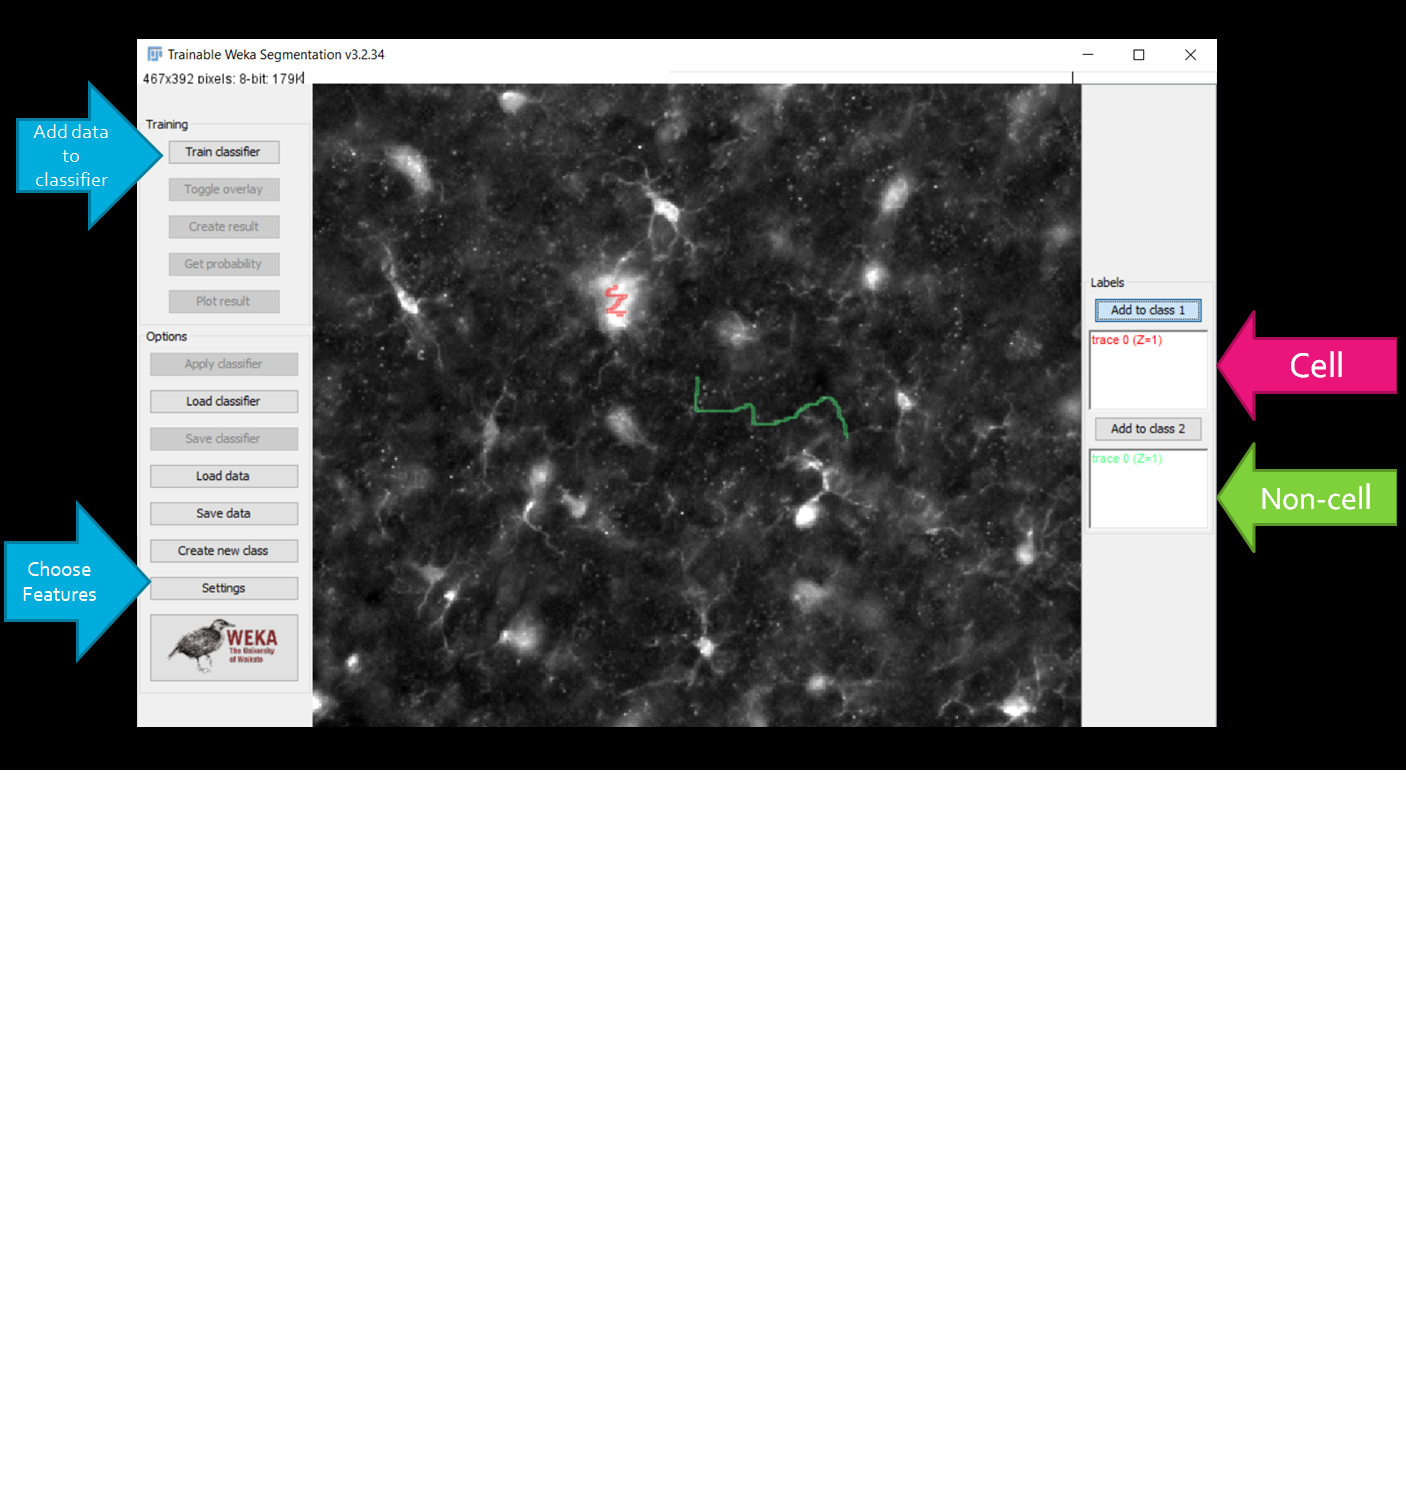 Trainable Weka Segmentation v3.2.34
467x392 pixels; 8-bit; 179K
Add data
to
classifier
Training
Train classifier
Toggle overlay
Create result
Get probability
Plot result
Options
Apply classifier
Load classifier
Save classifier
Load data
Save data
Create new class
Choose
Features
Settings
WEKA
The University
of Waikato
Labels
Add to class 1
trace 0 (Z=1)
Cell
Add to class 2
trace 0 (Z=1)
Non-cell